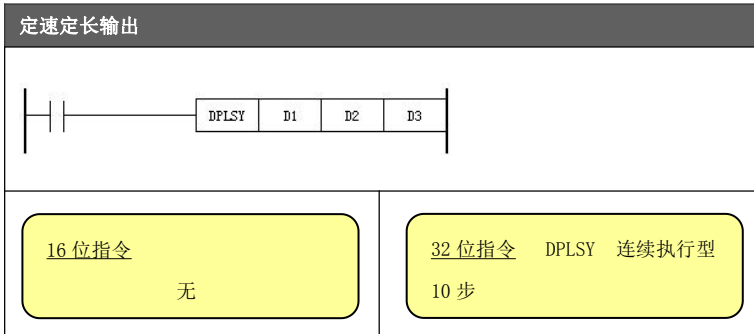 定速定长输出
DPLSY D1 D2 D3
16 位指令
无
32 位指令 DPLSY 连续执行型
10 步